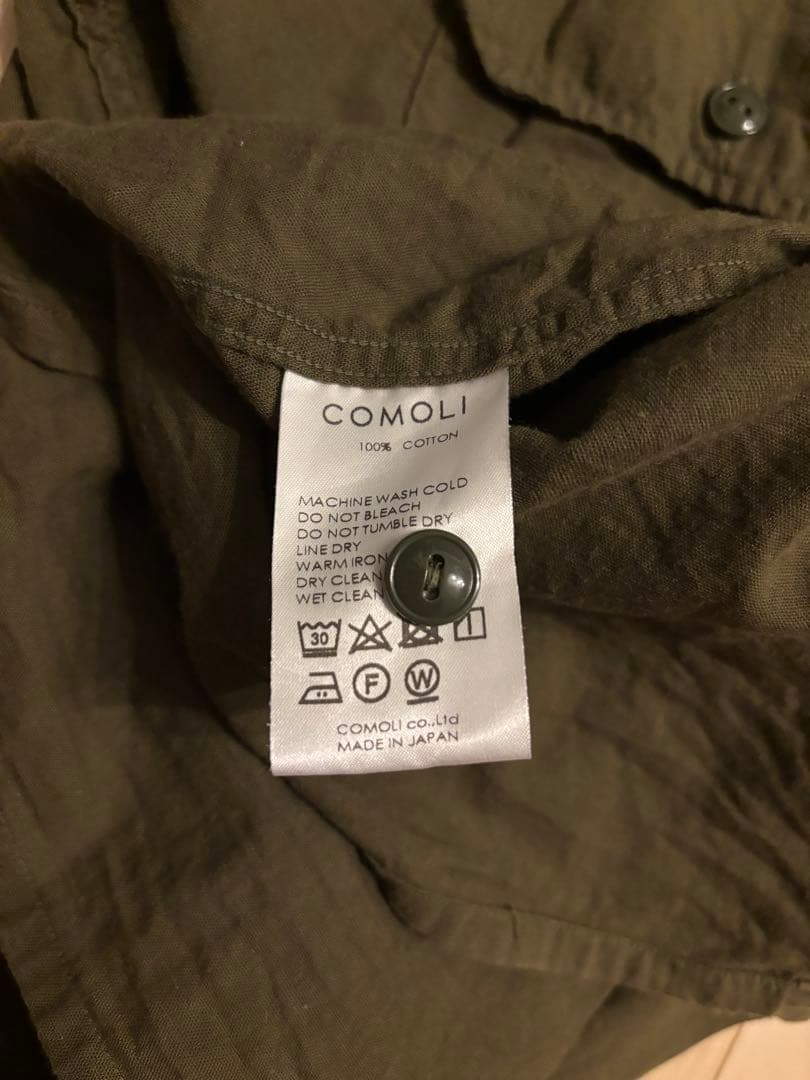 COMOLI
100% COTTON
MACHINE WASH COLD
DO NOT BLEACH
DO NOT TUMBLE DRY
LINE DRY
WARM IRON
DRY CLEAN
WET CLEAN
30
F W
COMOLI co.,Ltd
MADE IN JAPAN